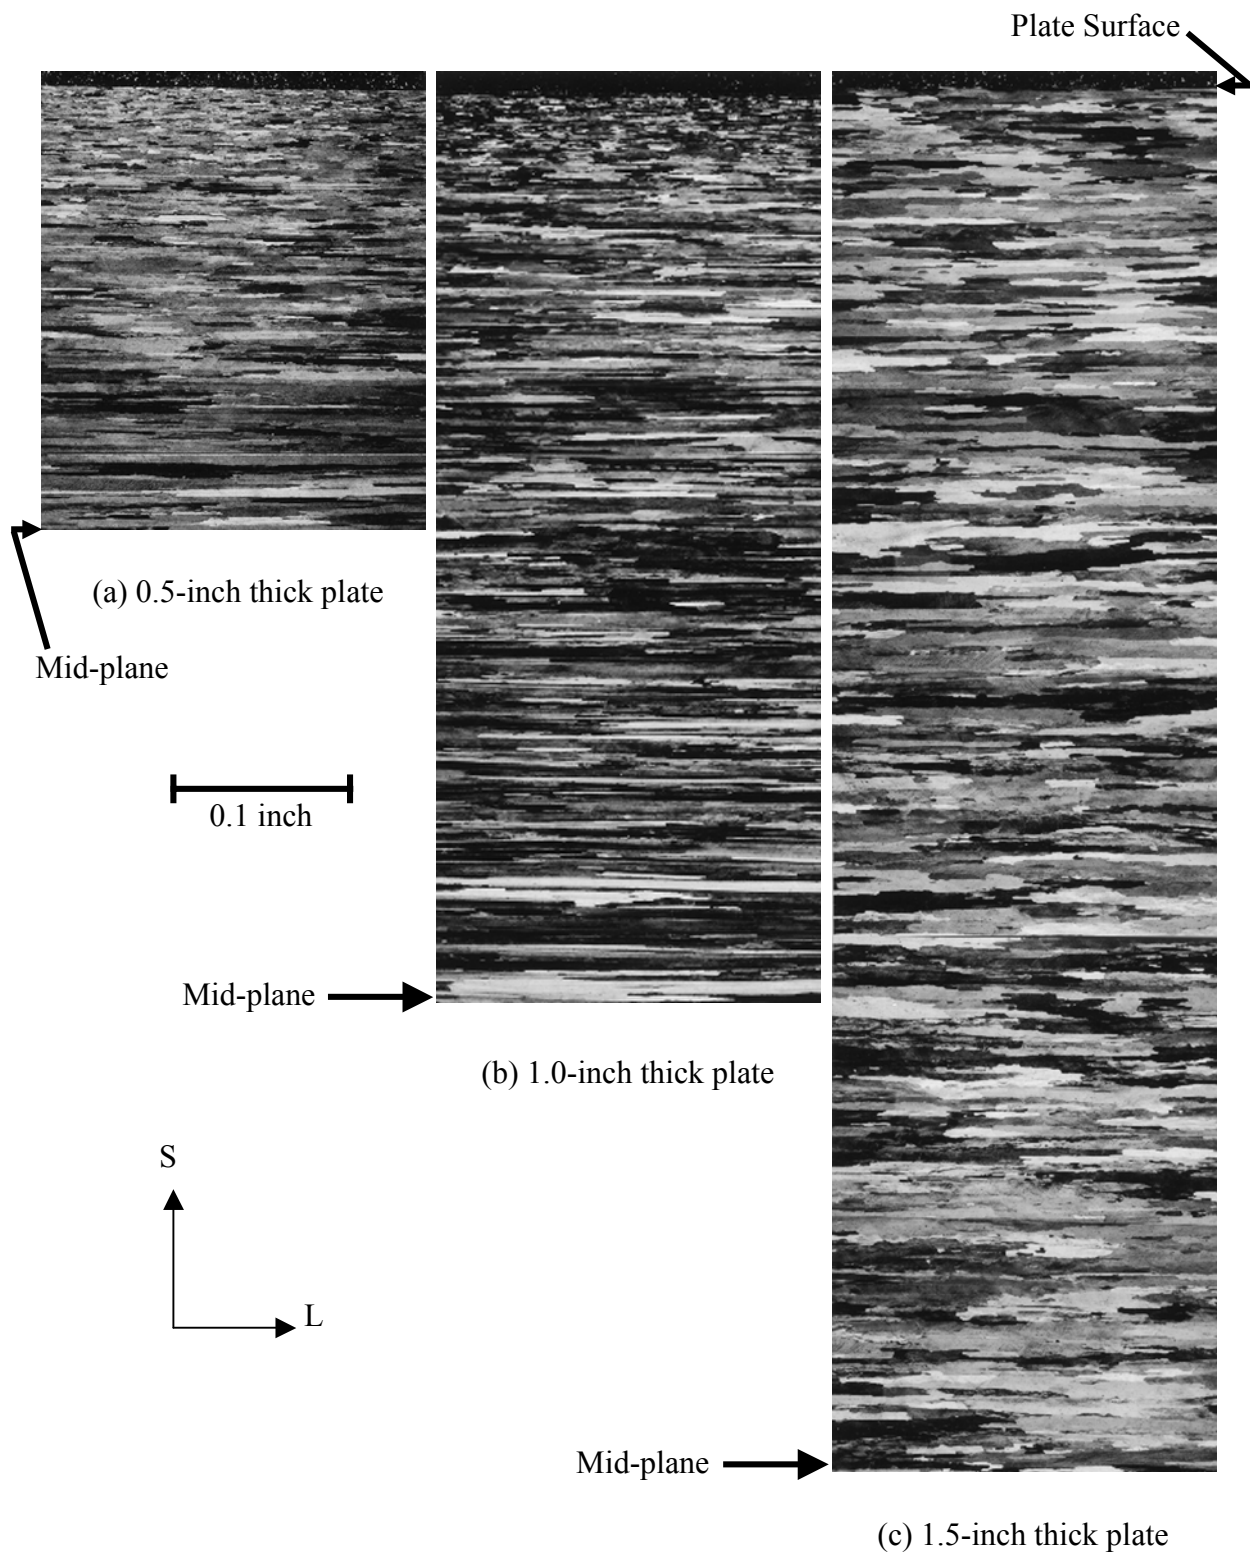 Plate Surface
(a) 0.5-inch thick plate
Mid-plane
0.1 inch
Mid-plane
(b) 1.0-inch thick plate
S
L
Mid-plane
(c) 1.5-inch thick plate